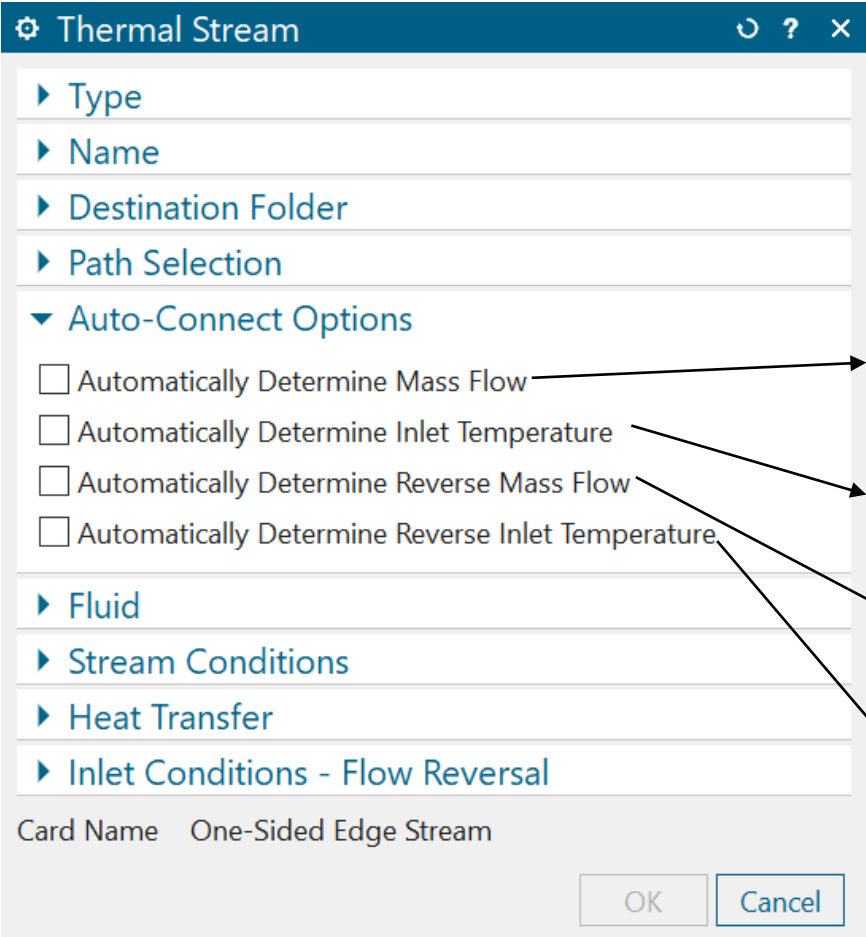 Thermal Stream
Type
Name
Destination Folder
Path Selection
Auto-Connect Options
Automatically Determine Mass Flow
Automatically Determine Inlet Temperature
Automatically Determine Reverse Mass Flow
Automatically Determine Reverse Inlet Temperature
Fluid
Stream Conditions
Heat Transfer
Inlet Conditions - Flow Reversal
Card Name One-Sided Edge Stream
OK Cancel